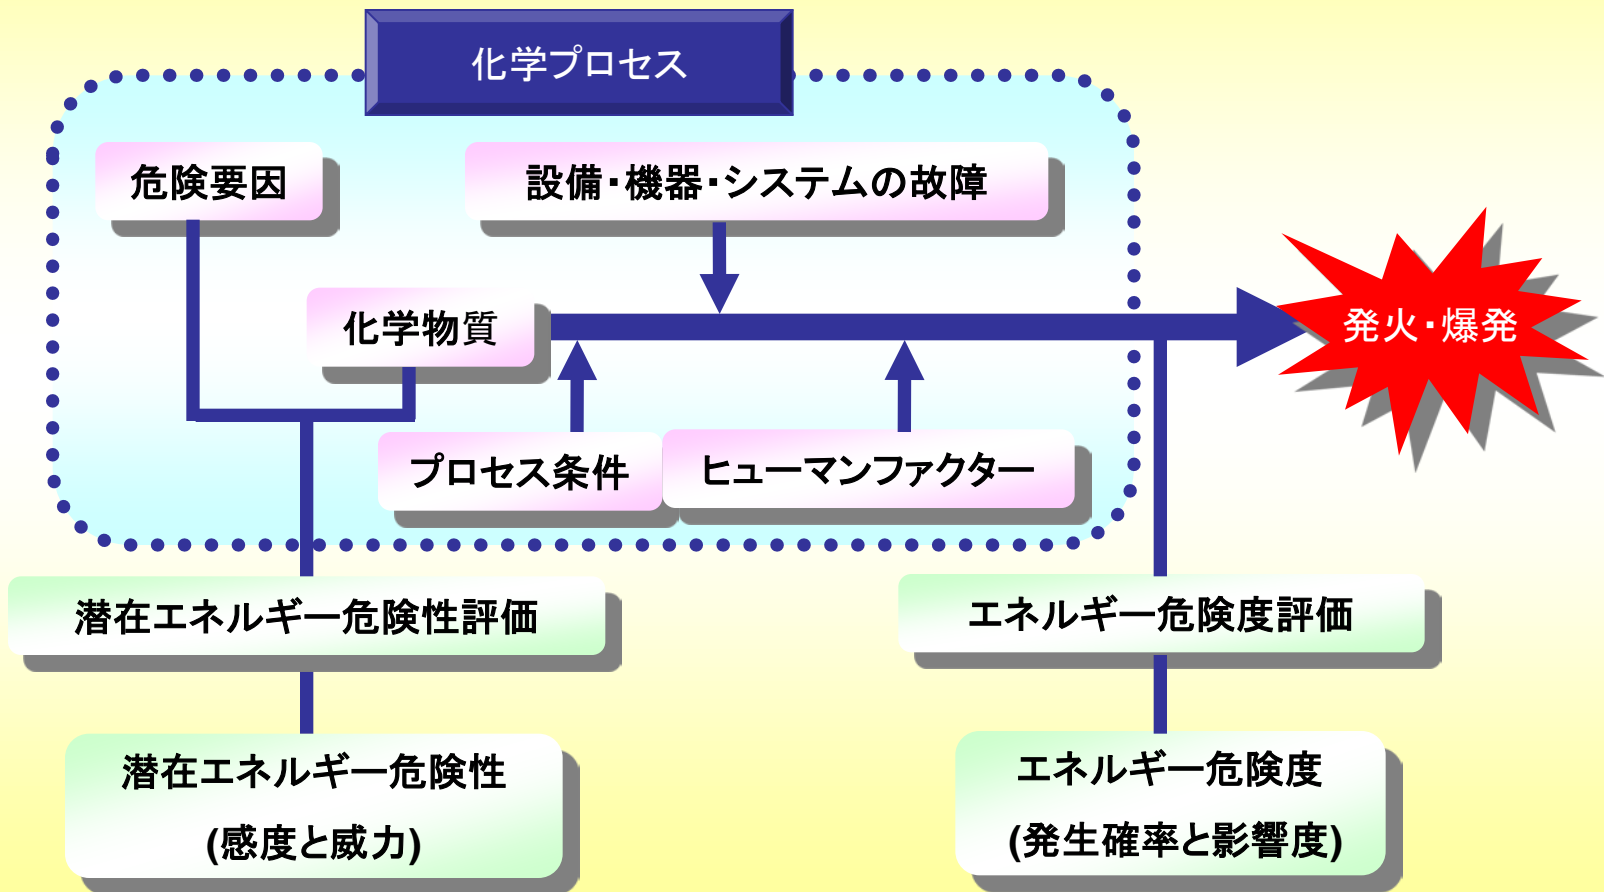 化学プロセス
危険要因
設備・機器・システムの故障
化学物質
発火・爆発
プロセス条件
ヒューマンファクター
潜在エネルギー危険性評価
エネルギー危険度評価
潜在エネルギー危険性
(感度と威力)
エネルギー危険度
(発生確率と影響度)